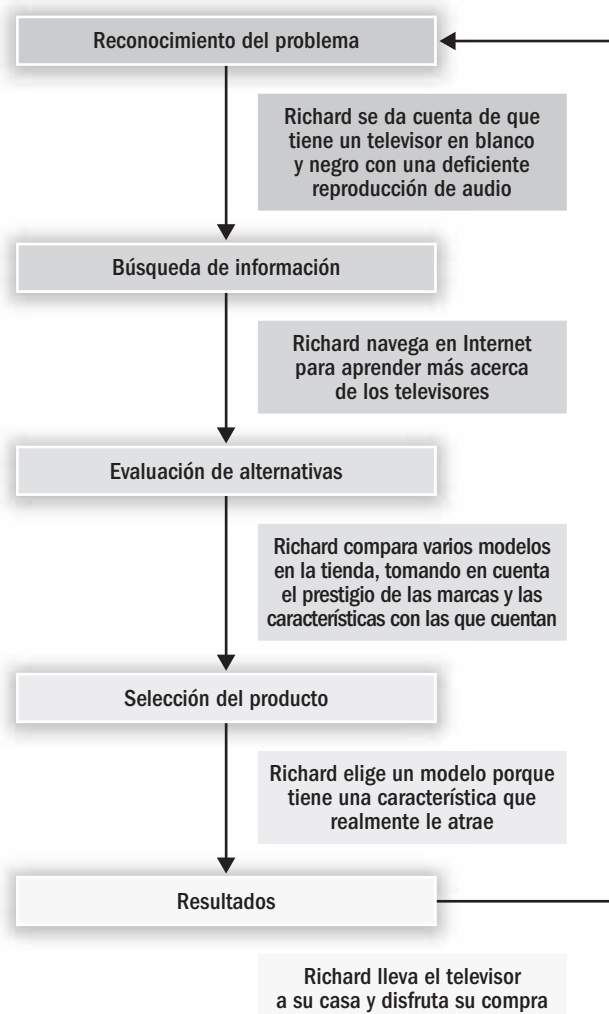 Reconocimiento del problema
Richard se da cuenta de que
tiene un televisor en blanco
y negro con una deficiente
reproducción de audio
Búsqueda de información
Richard navega en Internet
para aprender más acerca
de los televisores
Evaluación de alternativas
Richard compara varios modelos
en la tienda, tomando en cuenta
el prestigio de las marcas y las
características con las que cuentan
Selección del producto
Richard elige un modelo porque
tiene una característica que
realmente le atrae
Resultados
Richard lleva el televisor
a su casa y disfruta su compra